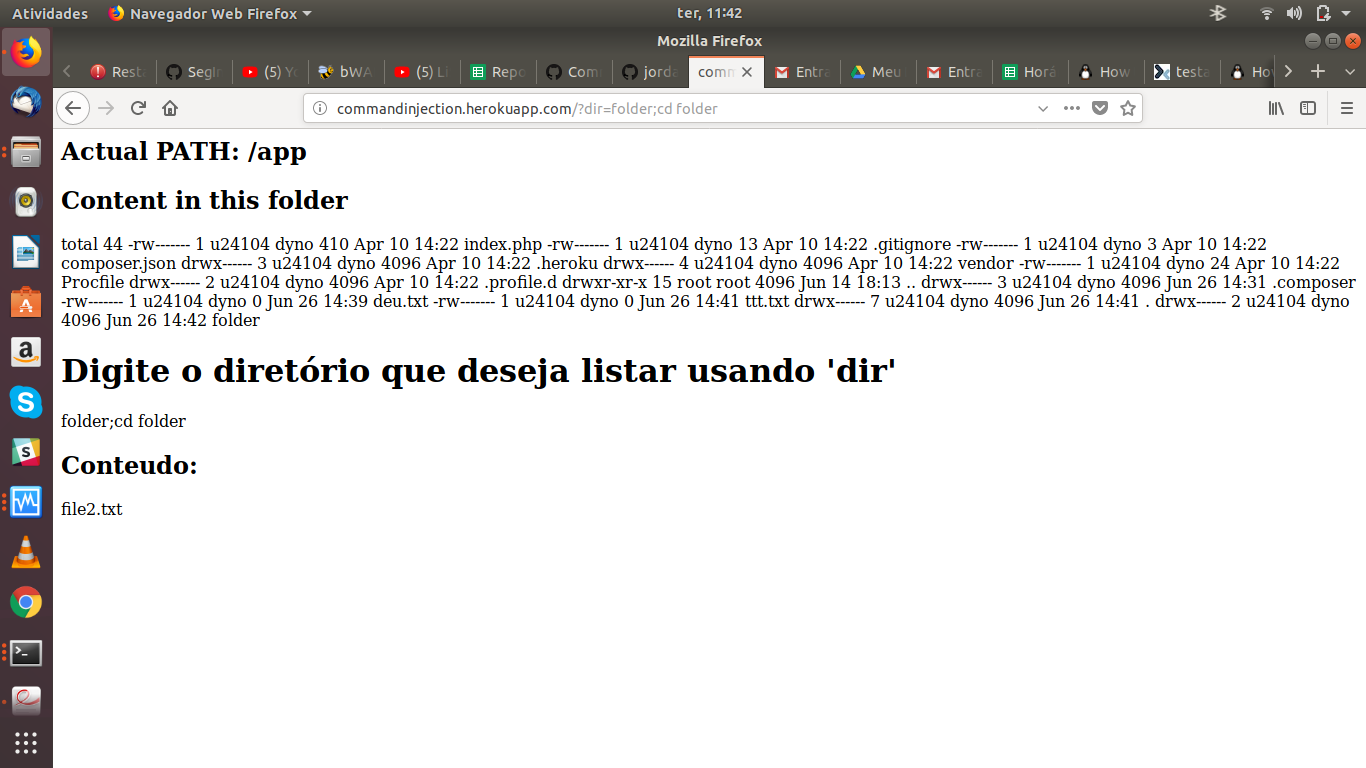 Atividades Navegador Web Firefox ter, 11:42
Mozilla Firefox
Resta Segin (5) Yo bWA (5) Li Repo Com jorda comm Entra Meu Entra Horá How testa How
commandinjection.herokuapp.com/?dir=folder;cd folder
Actual PATH: /app
Content in this folder
total 44 -rw------- 1 u24104 dyno 410 Apr 10 14:22 index.php -rw------- 1 u24104 dyno 13 Apr 10 14:22 .gitignore -rw------- 1 u24104 dyno 3 Apr 10 14:22
composer.json drwx------ 3 u24104 dyno 4096 Apr 10 14:22 .heroku drwx------ 4 u24104 dyno 4096 Apr 10 14:22 vendor -rw------- 1 u24104 dyno 24 Apr 10 14:22
Procfile drwx------ 2 u24104 dyno 4096 Apr 10 14:22 .profile.d drwxr-xr-x 15 root root 4096 Jun 14 18:13 .. drwx------ 3 u24104 dyno 4096 Jun 26 14:31 .composer
-rw------- 1 u24104 dyno 0 Jun 26 14:39 deu.txt -rw------- 1 u24104 dyno 0 Jun 26 14:41 ttt.txt drwx------ 7 u24104 dyno 4096 Jun 26 14:41 . drwx------ 2 u24104 dyno
4096 Jun 26 14:42 folder
Digite o diretório que deseja listar usando 'dir'
folder;cd folder
Conteudo:
file2.txt